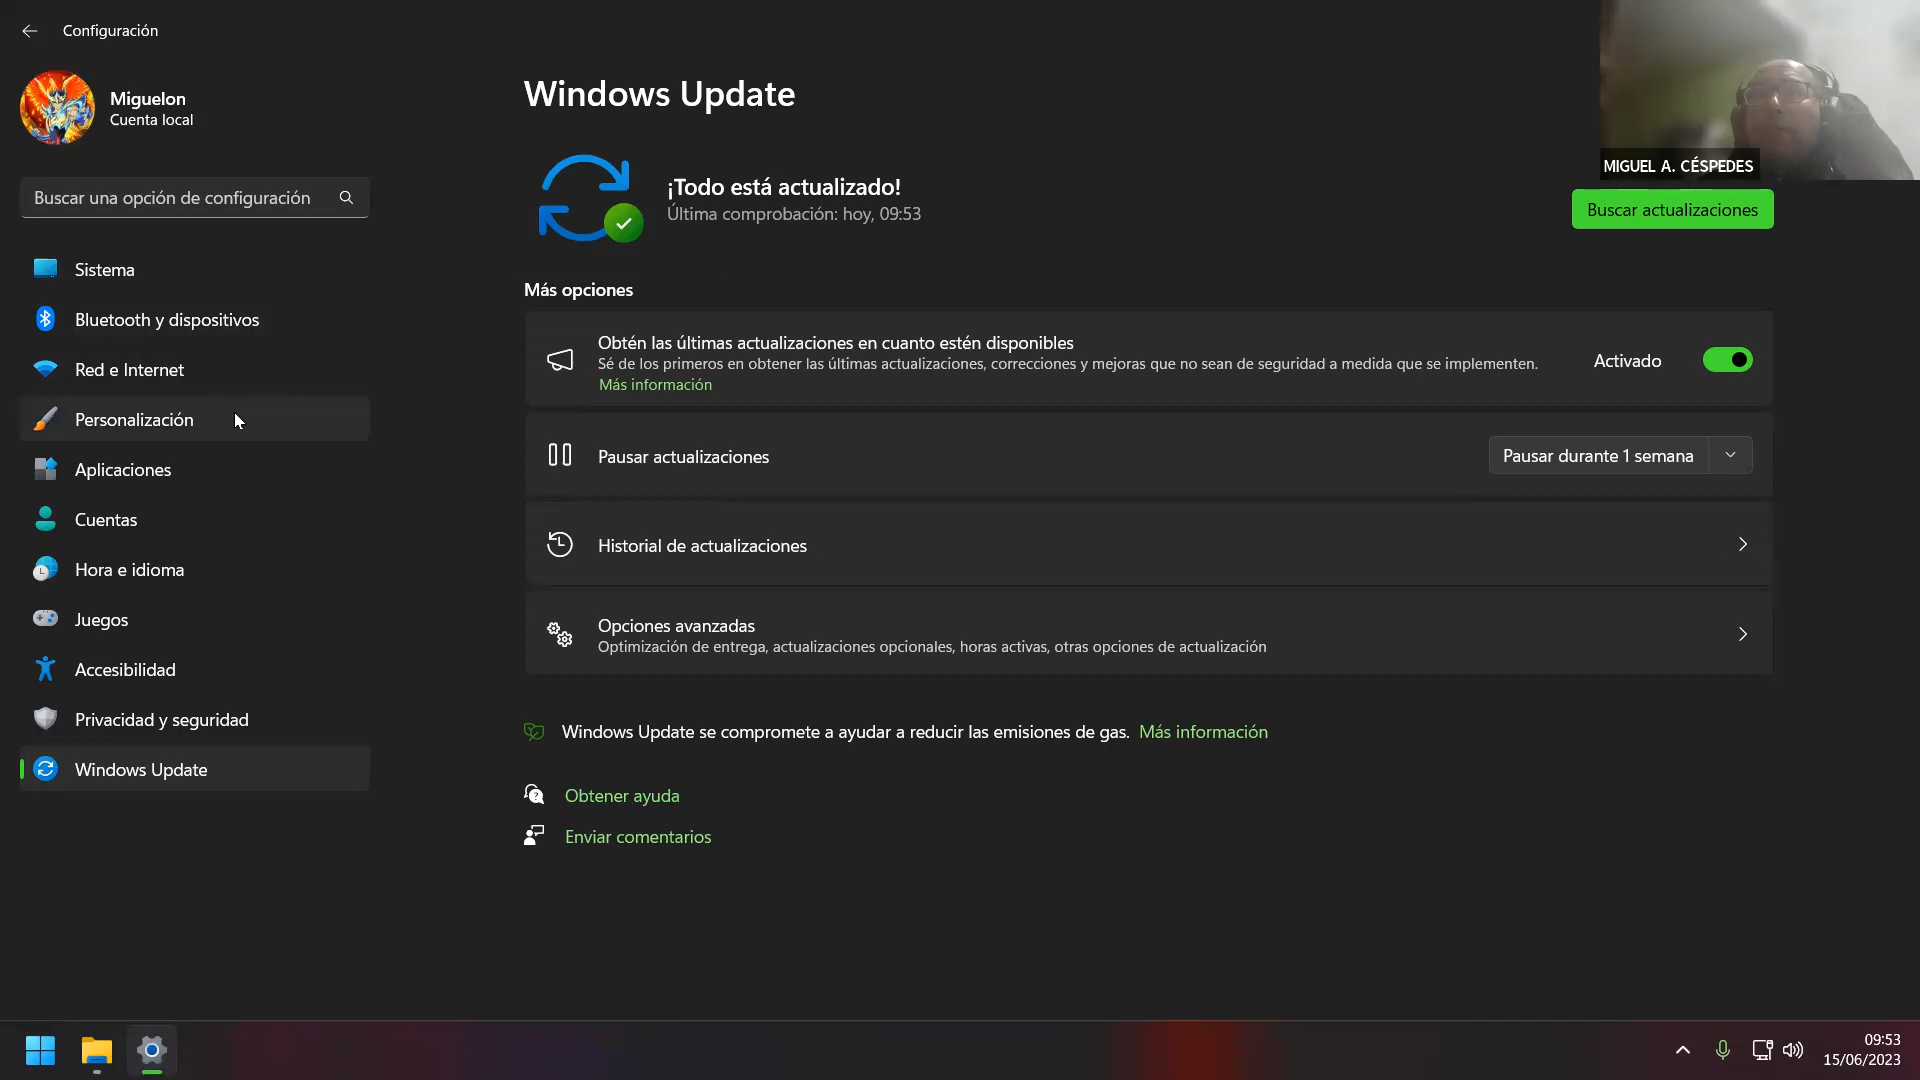 Configuración
Miguelon
Cuenta local
Buscar una opción de configuración
Sistema
Bluetooth y dispositivos
Red e Internet
Personalización
Aplicaciones
Cuentas
Hora e idioma
Juegos
Accesibilidad
Privacidad y seguridad
Windows Update
Windows Update
¡Todo está actualizado!
Última comprobación: hoy, 09:53
MIGUEL A. CÉSPEDES
Buscar actualizaciones
Más opciones
Obtén las últimas actualizaciones en cuanto estén disponibles
Sé de los primeros en obtener las últimas actualizaciones, correcciones y mejoras que no sean de seguridad a medida que se implementen.
Más información
Activado
Pausar actualizaciones
Pausar durante 1 semana
Historial de actualizaciones
Opciones avanzadas
Optimización de entrega, actualizaciones opcionales, horas activas, otras opciones de actualización
Windows Update se compromete a ayudar a reducir las emisiones de gas. Más información
Obtener ayuda
Enviar comentarios
09:53
15/06/2023